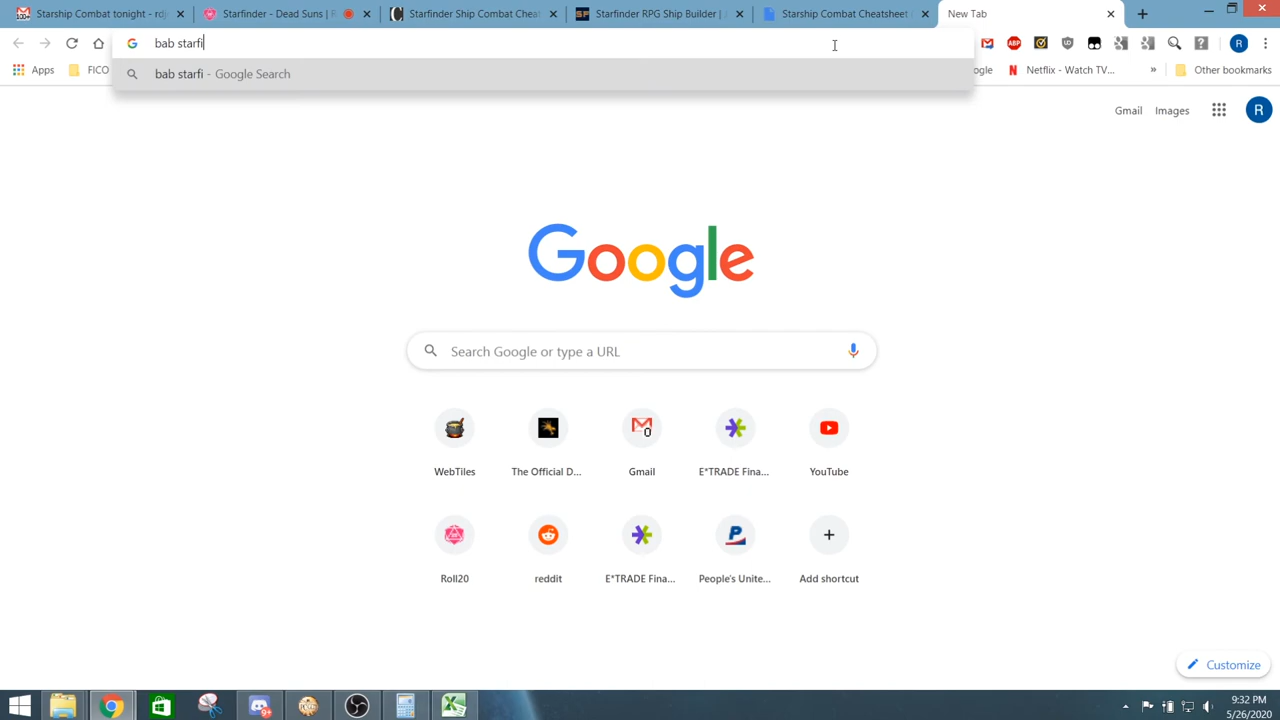 100+
Starship Combat tonight - rdj
Starfinder - Dead Suns |
Starfinder Ship Combat Cheat
Starfinder RPG Ship Builder |
Starship Combat Cheatsheet
New Tab
bab starfi
bab starfi - Google Search
Apps
FICO
ogle
Netflix - Watch TV...
»
Other bookmarks
R
Gmail
Images
R
Google
Search Google or type a URL
WebTiles
The Official D...
Gmail
E*TRADE Fina...
YouTube
Roll20
reddit
E*TRADE Fina...
People's Unite...
Add shortcut
Customize
9:32 PM
5/26/2020